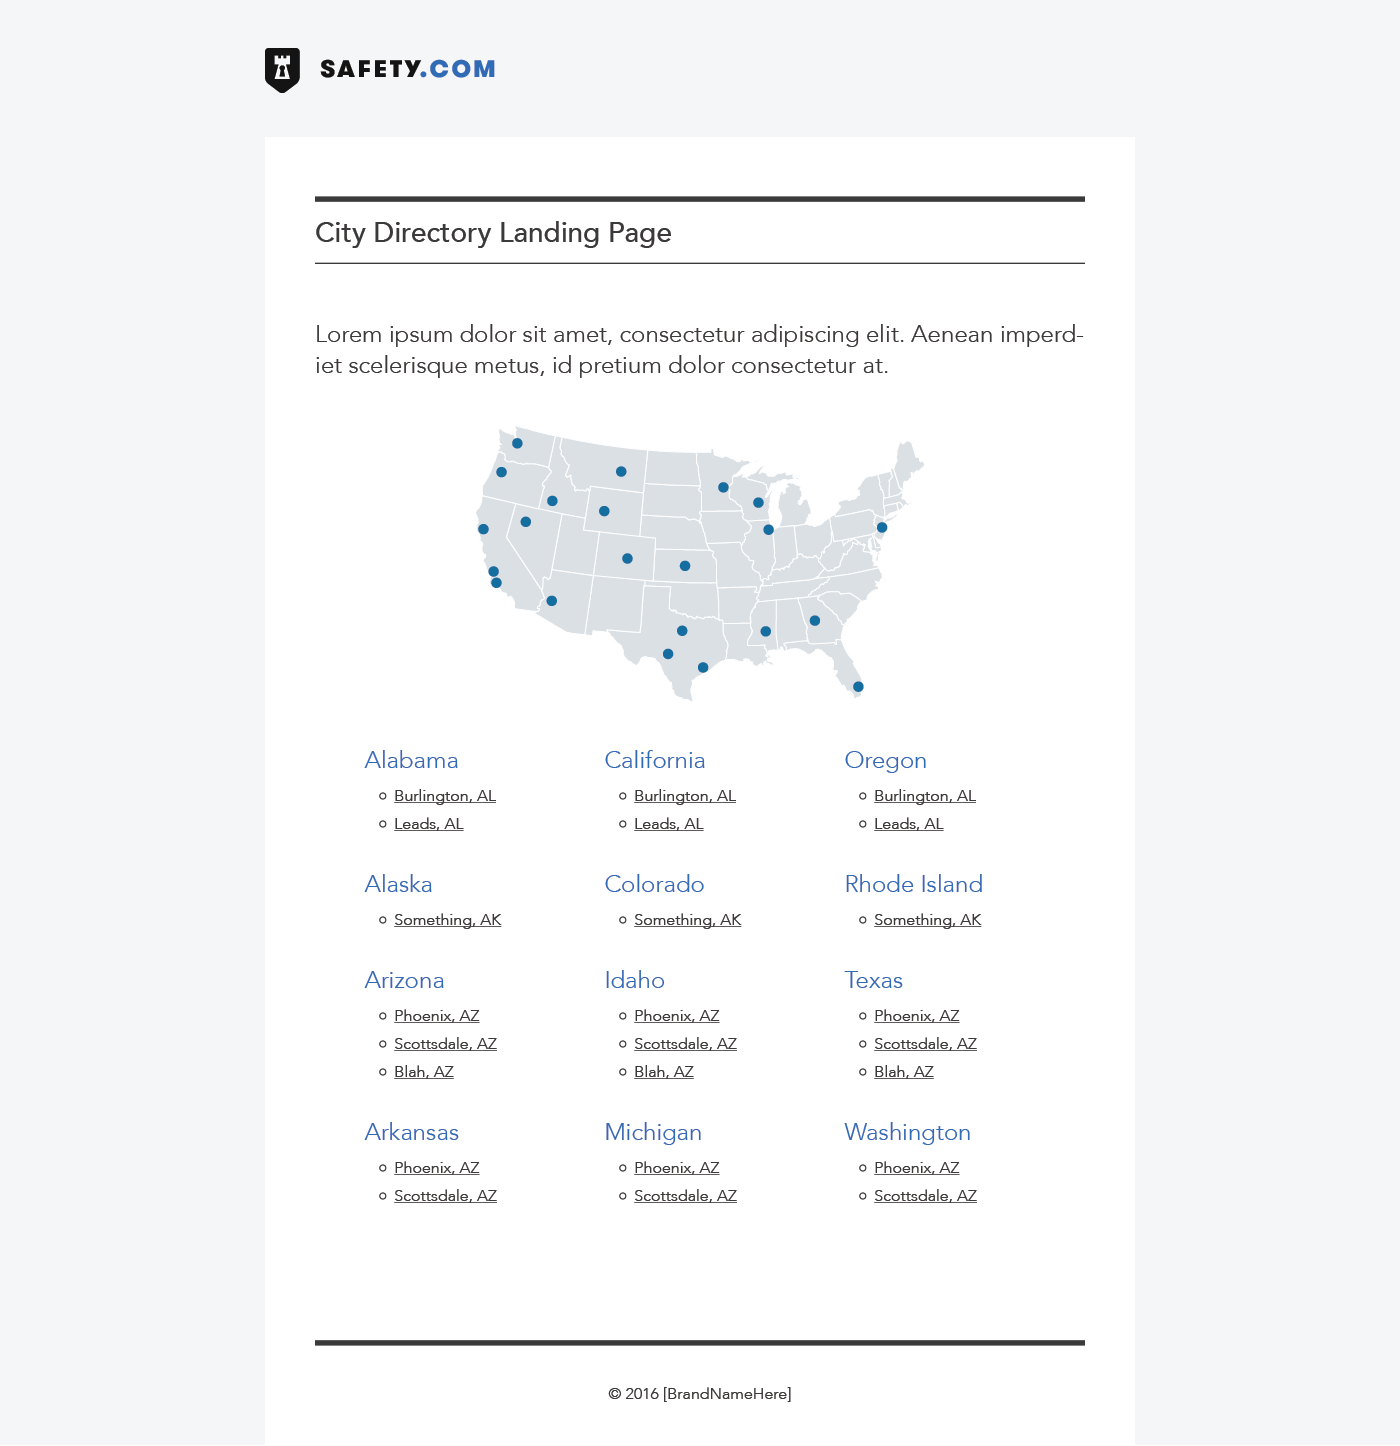 SAFETY.COM
City Directory Landing Page
Lorem ipsum dolor sit amet, consectetur adipiscing elit. Aenean imperd-
iet scelerisque metus, id pretium dolor consectetur at.
Alabama
Burlington, AL
Leads, AL
Alaska
Something, AK
Arizona
Phoenix, AZ
Scottsdale, AZ
Blah, AZ
Arkansas
Phoenix, AZ
Scottsdale, AZ
California
Burlington, AL
Leads, AL
Colorado
Something, AK
Idaho
Phoenix, AZ
Scottsdale, AZ
Blah, AZ
Michigan
Phoenix, AZ
Scottsdale, AZ
Oregon
Burlington, AL
Leads, AL
Rhode Island
Something, AK
Texas
Phoenix, AZ
Scottsdale, AZ
Blah, AZ
Washington
Phoenix, AZ
Scottsdale, AZ
© 2016 [BrandNameHere]